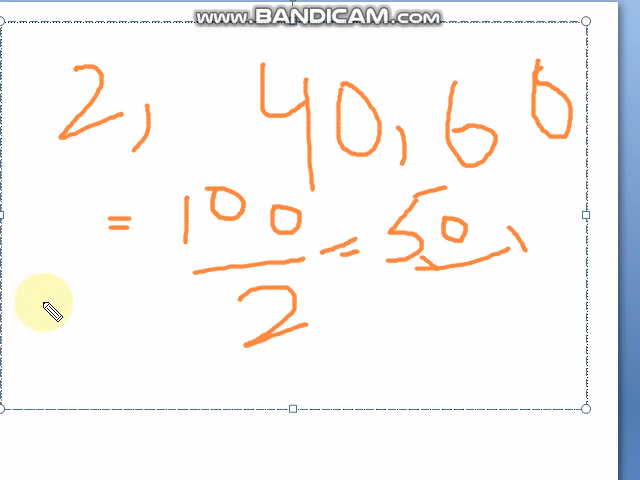 WWW.BANDICAM.COM
2, 40, 60
= 100/2 = 50,